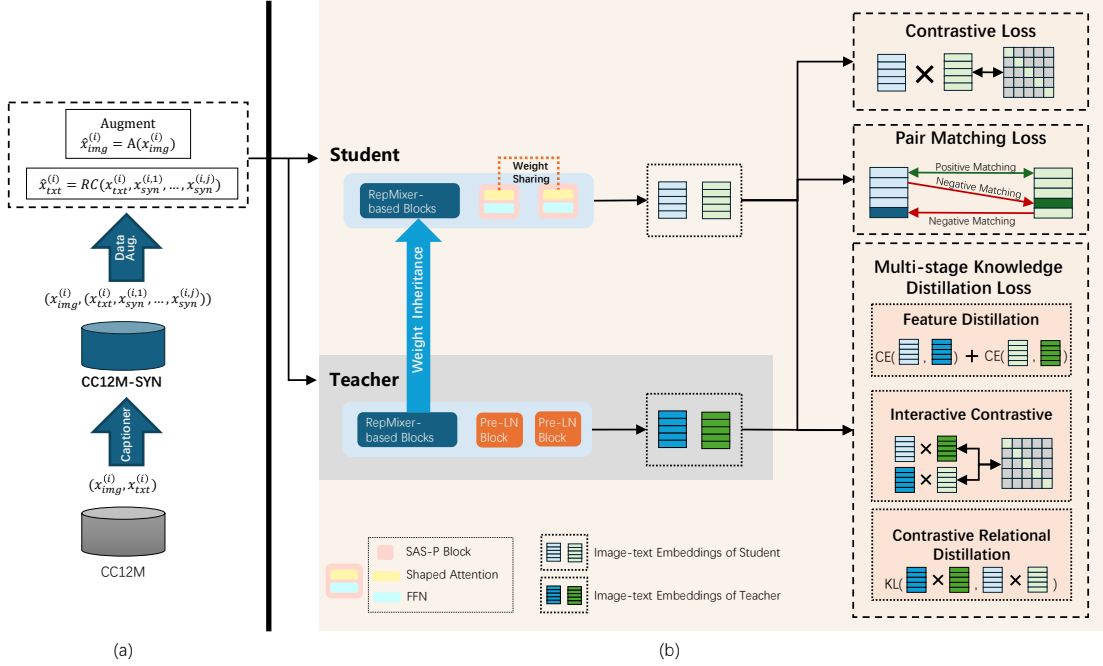 Augment
x̂_img^(i) = A(x_img^(i))
x̂_txt^(i) = RC(x_txt^(i), x_syn^(i,1), ..., x_syn^(i,j))
Data
Aug.
(x_img^(i), (x_txt^(i), x_syn^(i,1), ..., x_syn^(i,j)))
CC12M-SYN
Captioner
(x_img^(i), x_txt^(i))
CC12M
(a)
Student
RepMixer-
based Blocks
Weight
Sharing
Weight Inheritance
Teacher
RepMixer-
based Blocks
Pre-LN
Block
Pre-LN
Block
SAS-P Block
Shaped Attention
FFN
Image-text Embeddings of Student
Image-text Embeddings of Teacher
Contrastive Loss
×
Pair Matching Loss
Positive Matching
Negative Matching
Negative Matching
Multi-stage Knowledge
Distillation Loss
Feature Distillation
CE( , ) + CE( , )
Interactive Contrastive
×
×
Contrastive Relational
Distillation
KL( × , × )
(b)